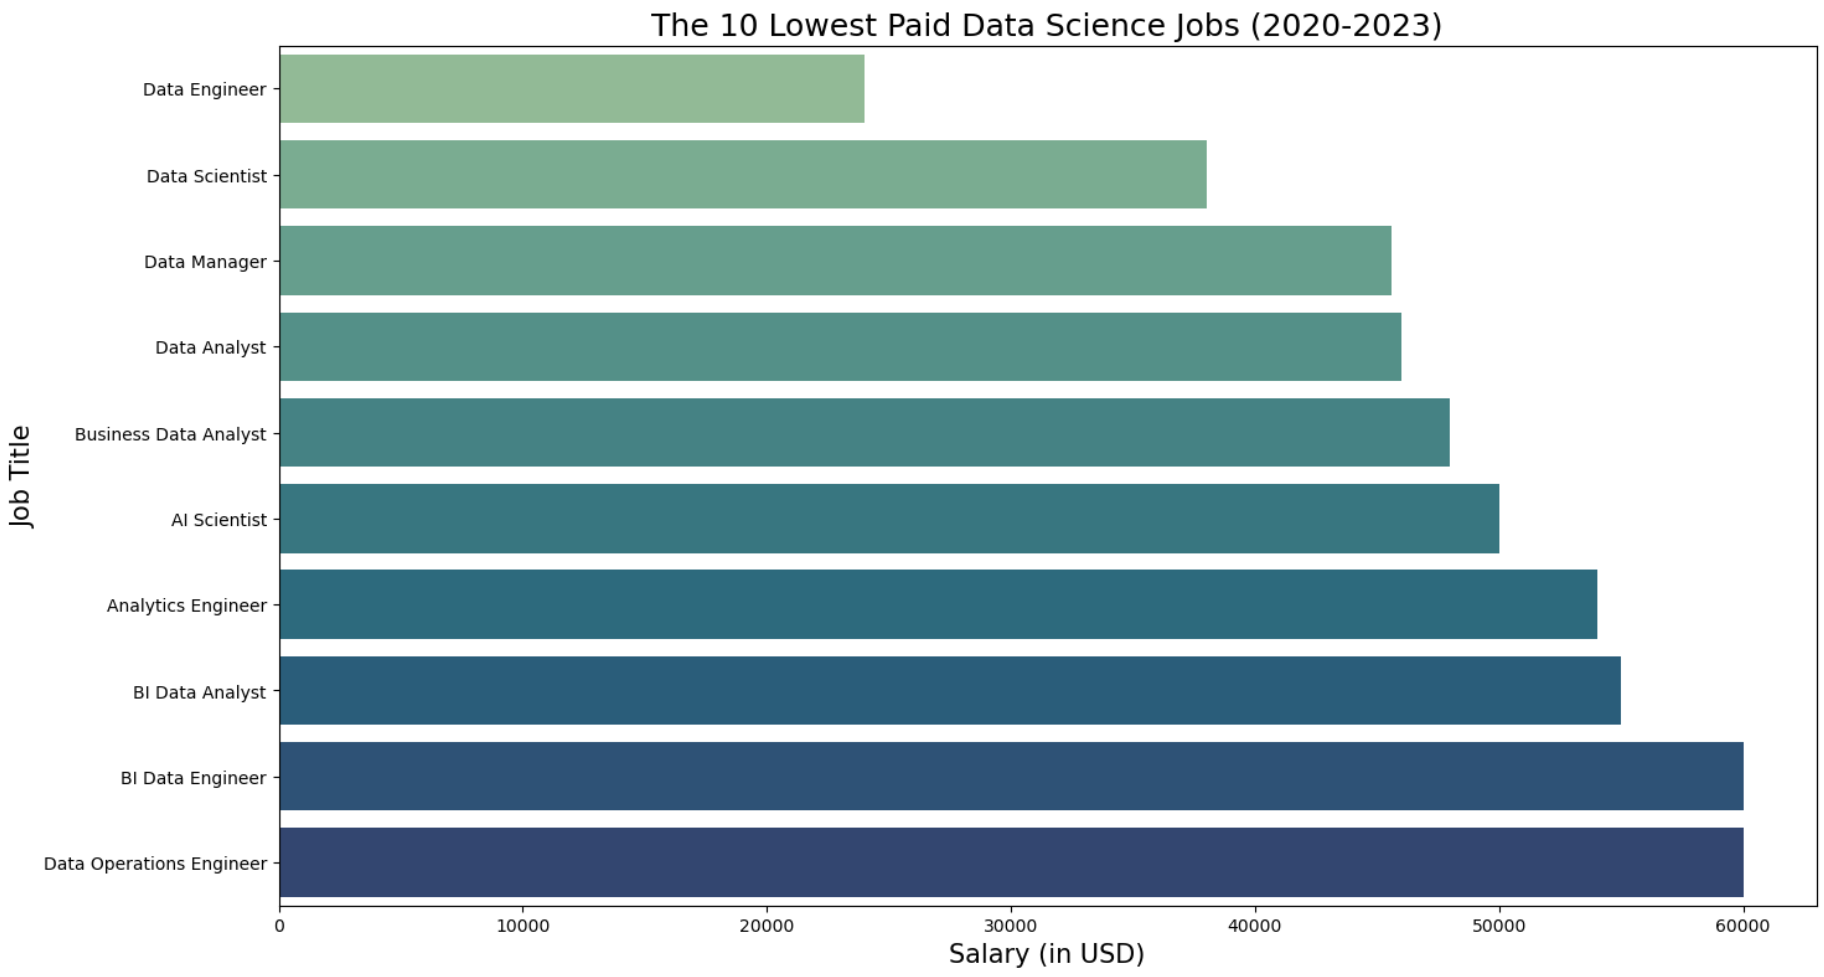 The 10 Lowest Paid Data Science Jobs (2020-2023)
Data Engineer
Data Scientist
Data Manager
Data Analyst
Business Data Analyst
AI Scientist
Analytics Engineer
BI Data Analyst
BI Data Engineer
Data Operations Engineer
Job Title
0 10000 20000 30000 40000 50000 60000
Salary (in USD)